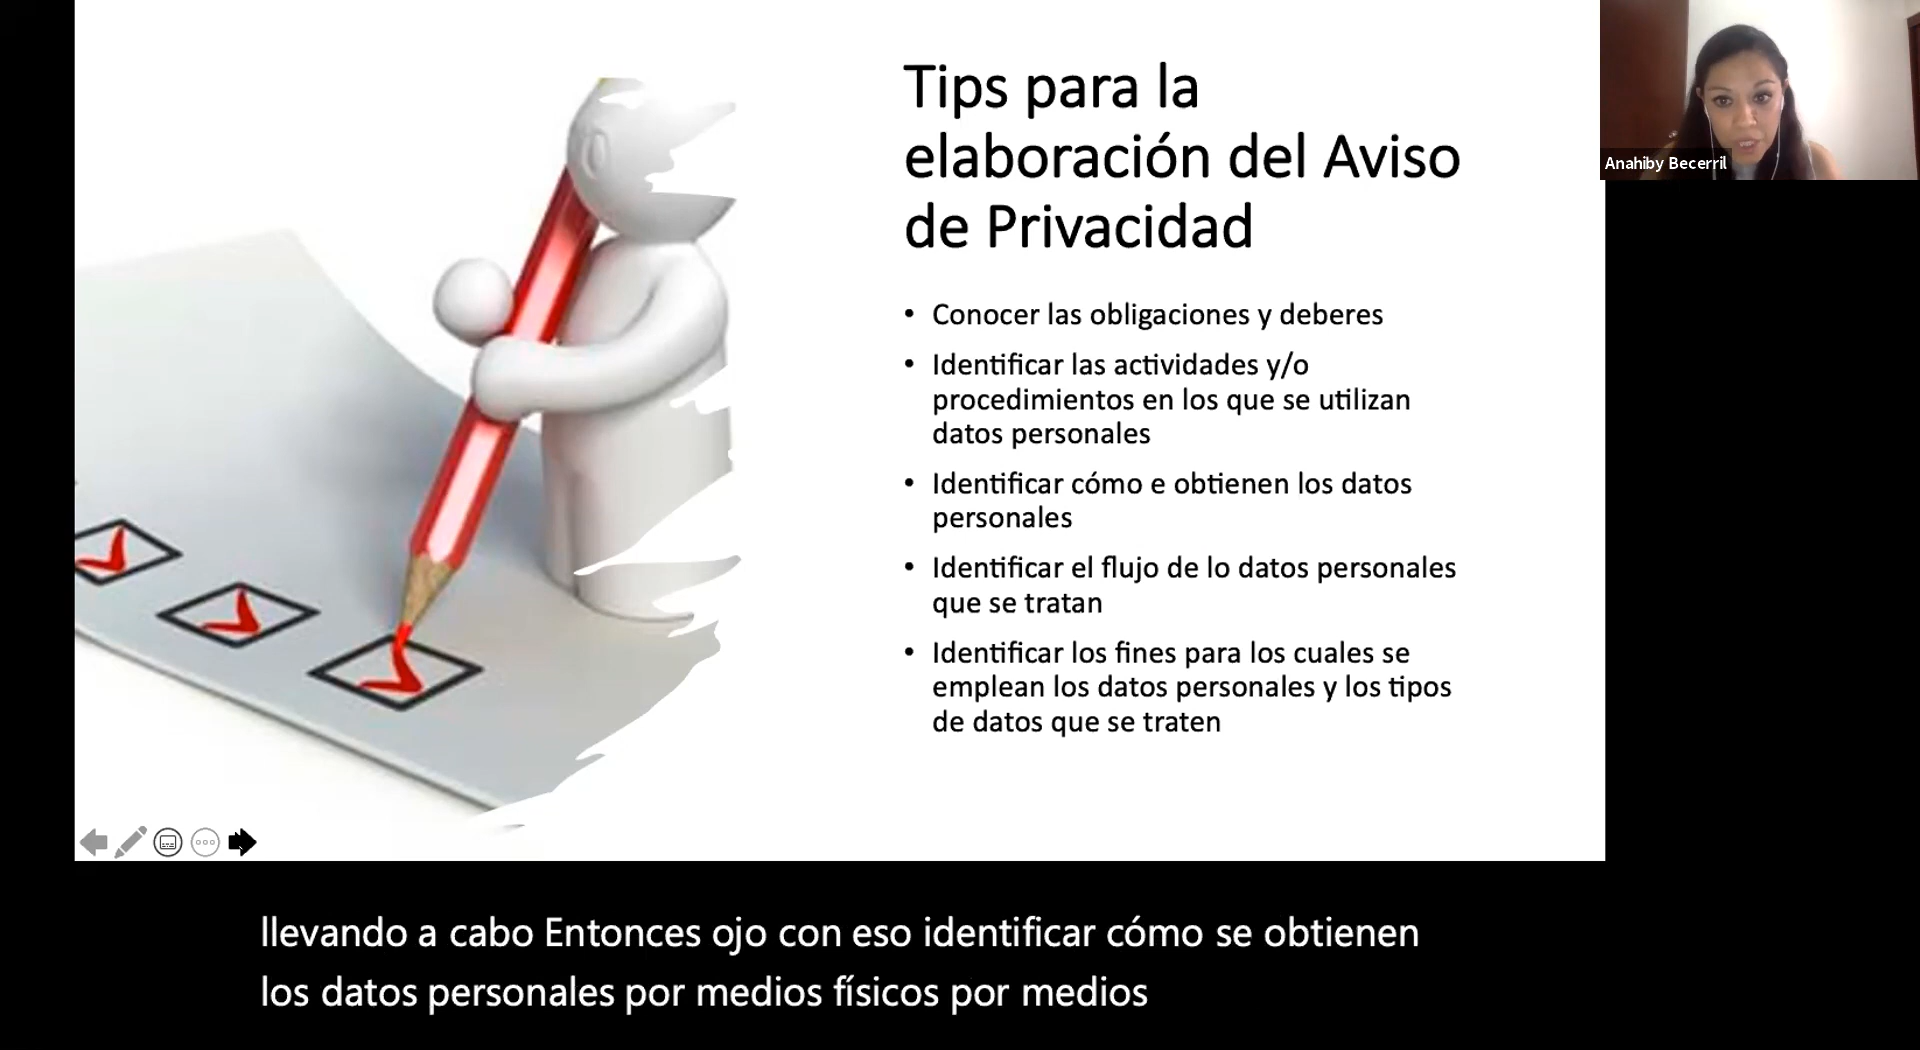 Tips para la
elaboración del Aviso
de Privacidad
• Conocer las obligaciones y deberes
• Identificar las actividades y/o
procedimientos en los que se utilizan
datos personales
• Identificar cómo e obtienen los datos
personales
• Identificar el flujo de lo datos personales
que se tratan
• Identificar los fines para los cuales se
emplean los datos personales y los tipos
de datos que se traten
Anahiby Becerril
llevando a cabo Entonces ojo con eso identificar cómo se obtienen
los datos personales por medios físicos por medios